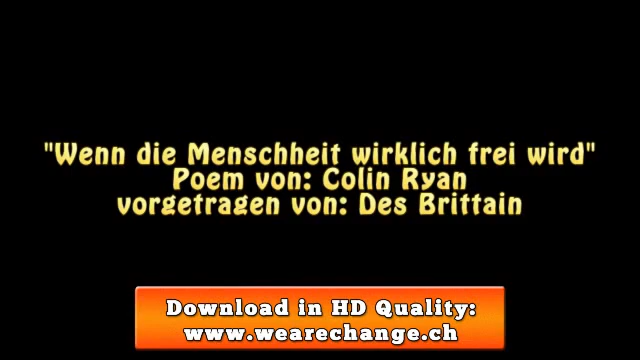 "Wenn die Menschheit wirklich frei wird"
Poem von: Colin Ryan
vorgetragen von: Des Brittain
Download in HD Quality:
www.wearechange.ch